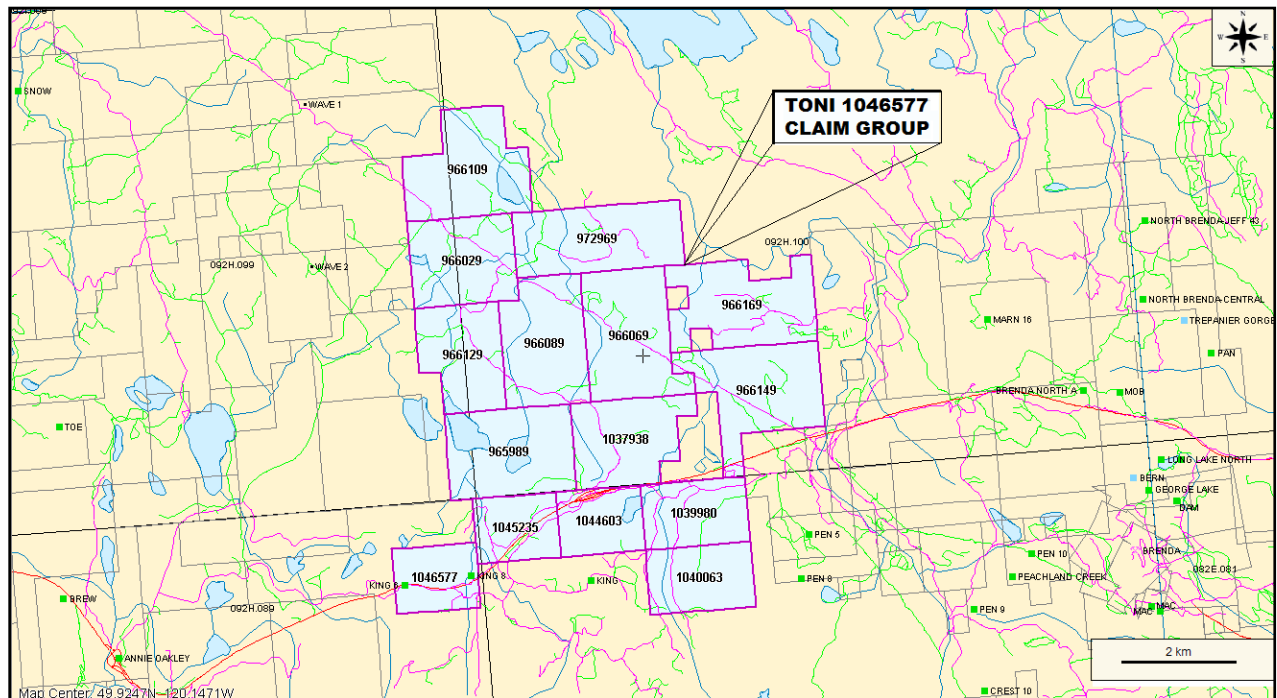 N
W E
S
SNOW
WAVE 1
TONI 1046577
CLAIM GROUP
966109
972969
NORTH BRENDA-JEFF 43
092H.100
966029
092H.099
WAVE 2
966169
NORTH BRENDA-CENTRAL
TREPANIER GORGE
MARN 16
966089
966069
966129
PAN
966149
BRENDA NORTH A
MOB
TOE
1037938
965989
LONG LAKE NORTH
BERN
GEORGE LAKE
DAM
1045235
1044603
1039980
PEN 5
BRENDA
PEN 10
082E.081
1046577
KING 6
KING 8
KING
1040063
PEN 8
PEACHLAND CREEK
BREW
092H.089
PEN 9
MAC
MAC
2 km
ANNIE OAKLEY
CREST 10
Map Center: 49.9247N -120.1471W